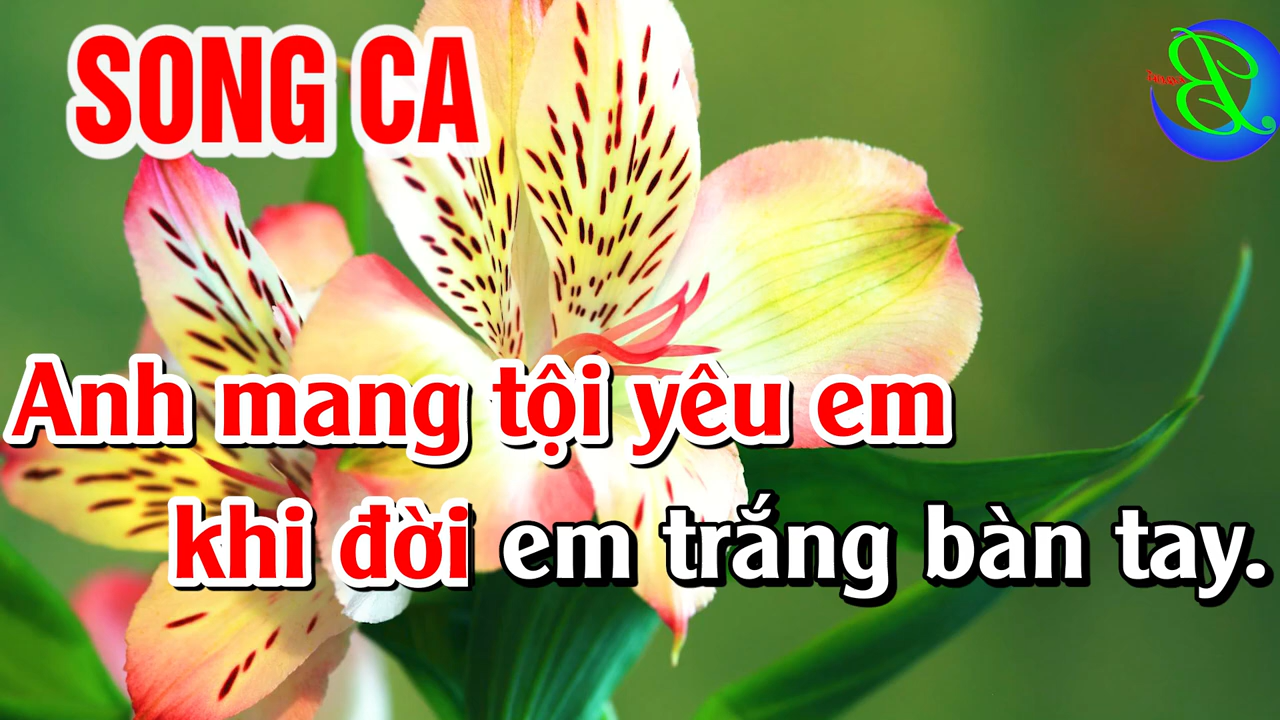 SONG CA
Anh mang tội yêu em
khi đời em trắng bàn tay.